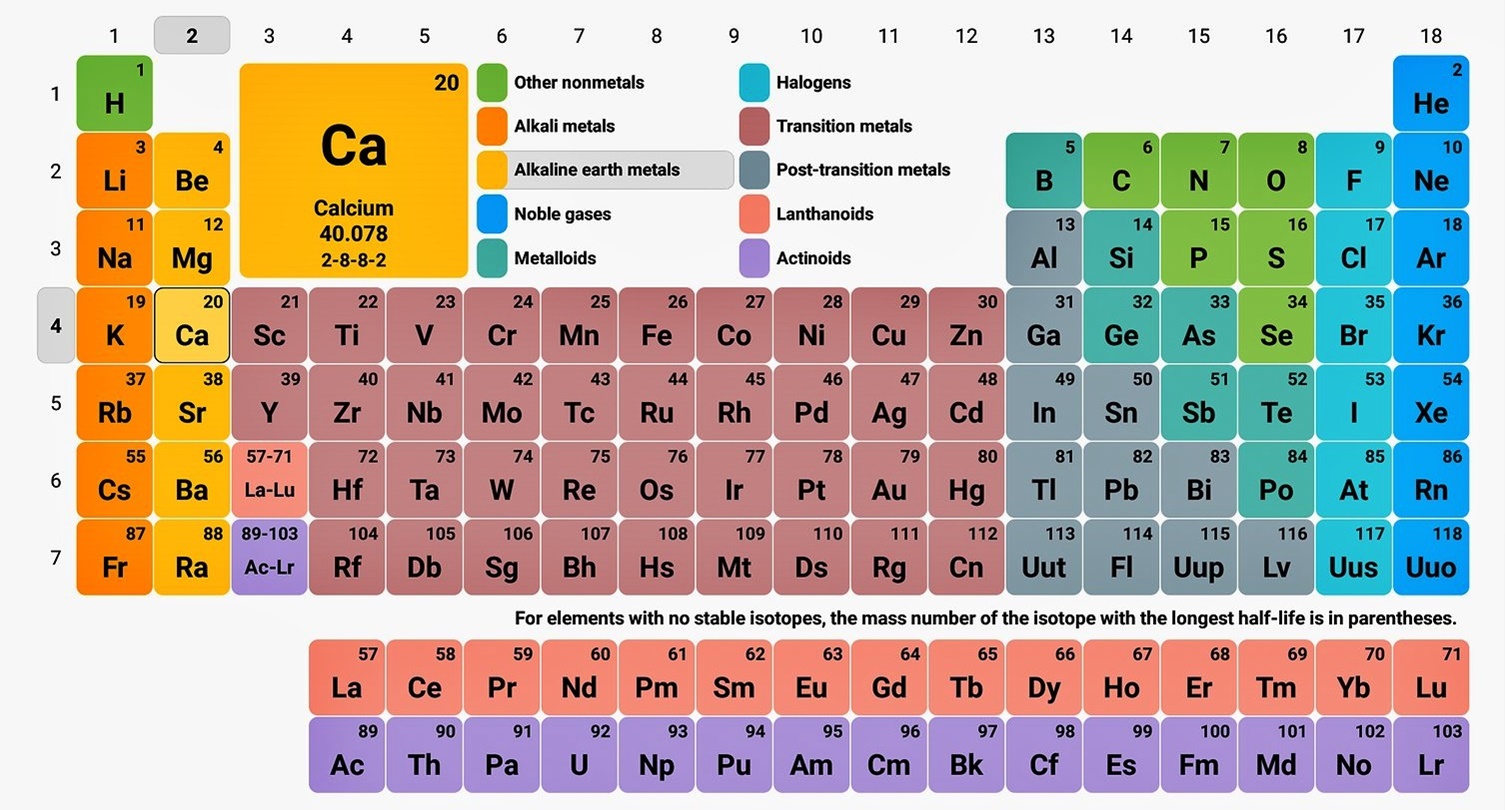 1 2 3 4 5 6 7 8 9 10 11 12 13 14 15 16 17 18
20
Ca
Calcium
40.078
2-8-8-2
Other nonmetals
Alkali metals
Alkaline earth metals
Noble gases
Metalloids
Halogens
Transition metals
Post-transition metals
Lanthanoids
Actinoids
1
1 2
H He
2
3 4 5 6 7 8 9 10
Li Be B C N O F Ne
3
11 12 13 14 15 16 17 18
Na Mg Al Si P S Cl Ar
4
19 20 21 22 23 24 25 26 27 28 29 30 31 32 33 34 35 36
K Ca Sc Ti V Cr Mn Fe Co Ni Cu Zn Ga Ge As Se Br Kr
5
37 38 39 40 41 42 43 44 45 46 47 48 49 50 51 52 53 54
Rb Sr Y Zr Nb Mo Tc Ru Rh Pd Ag Cd In Sn Sb Te I Xe
6
55 56 57-71 72 73 74 75 76 77 78 79 80 81 82 83 84 85 86
Cs Ba La-Lu Hf Ta W Re Os Ir Pt Au Hg Tl Pb Bi Po At Rn
7
87 88 89-103 104 105 106 107 108 109 110 111 112 113 114 115 116 117 118
Fr Ra Ac-Lr Rf Db Sg Bh Hs Mt Ds Rg Cn Uut Fl Uup Lv Uus Uuo
For elements with no stable isotopes, the mass number of the isotope with the longest half-life is in parentheses.
57 58 59 60 61 62 63 64 65 66 67 68 69 70 71
La Ce Pr Nd Pm Sm Eu Gd Tb Dy Ho Er Tm Yb Lu
89 90 91 92 93 94 95 96 97 98 99 100 101 102 103
Ac Th Pa U Np Pu Am Cm Bk Cf Es Fm Md No Lr